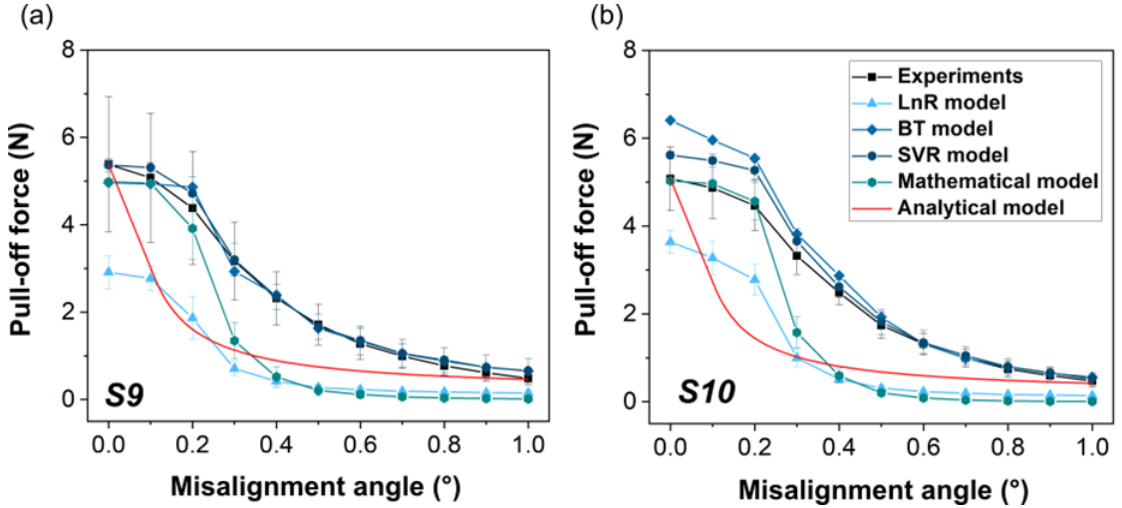 (a)
Pull-off force (N)
8
6
4
2
0
S9
0.0 0.2 0.4 0.6 0.8 1.0
Misalignment angle (°)
(b)
Pull-off force (N)
8
6
4
2
0
Experiments
LnR model
BT model
SVR model
Mathematical model
Analytical model
S10
0.0 0.2 0.4 0.6 0.8 1.0
Misalignment angle (°)